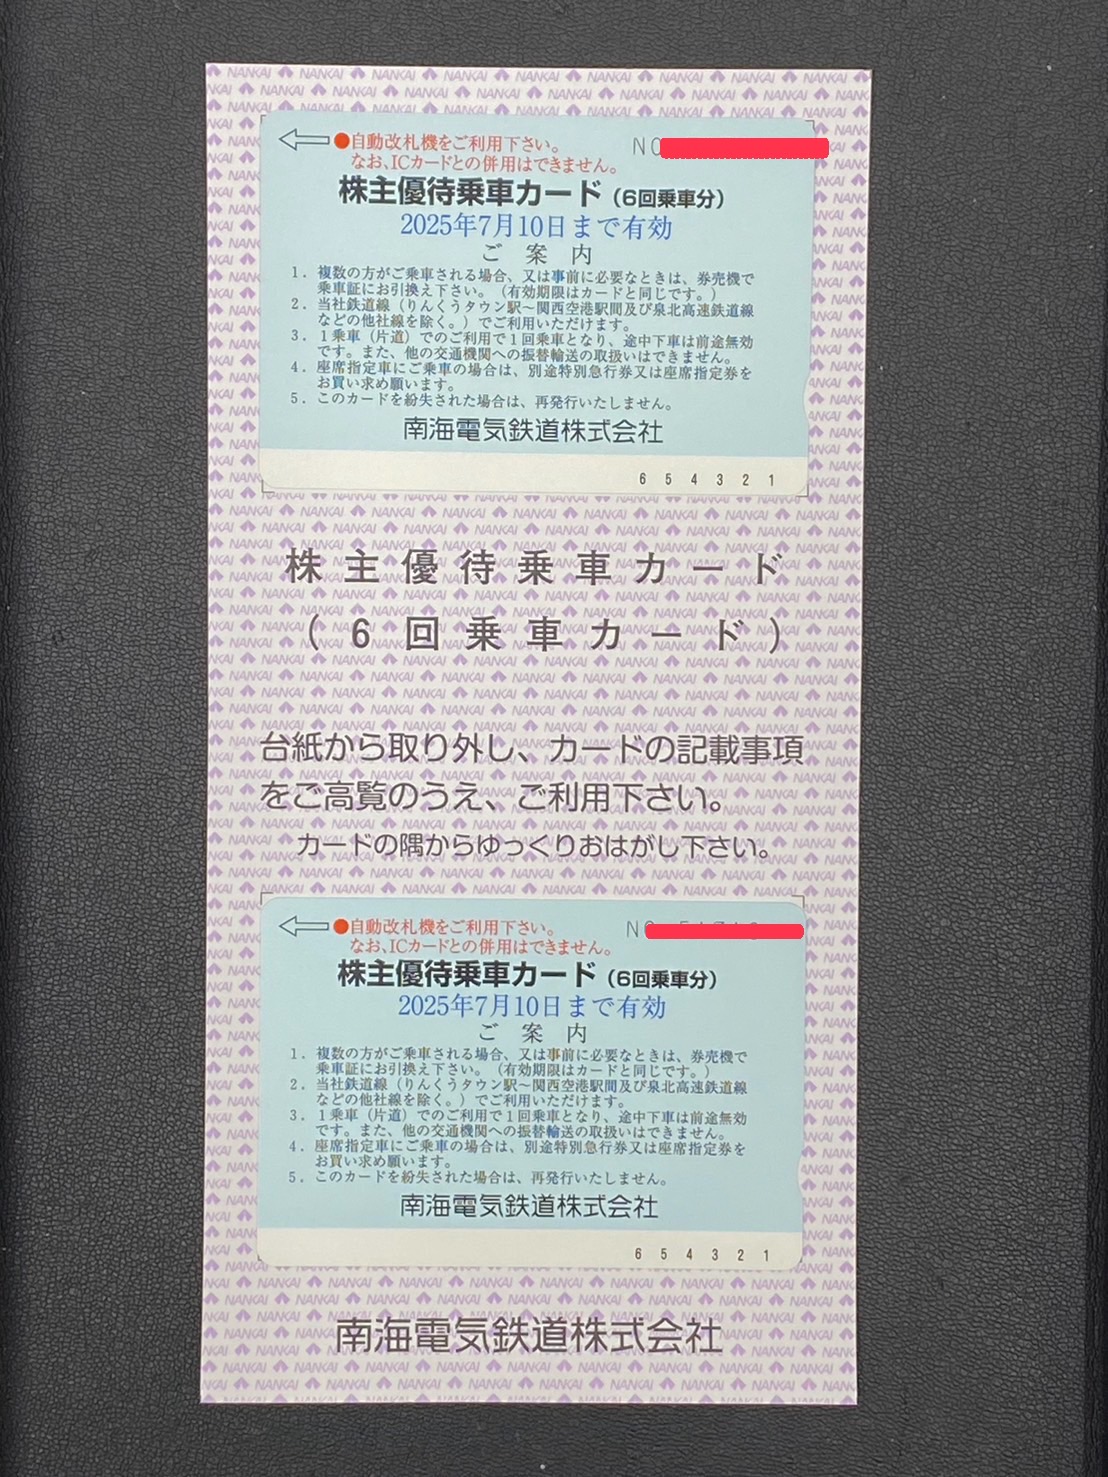 ●自動改札機をご利用下さい。
なお、ICカードとの併用はできません。
株主優待乗車カード（6回乗車分）
2025年7月10日まで有効
ご案内
1．複数の方がご乗車される場合、又は事前に必要なときは、券売機で
乗車証にお引換え下さい。（有効期限はカードと同じです。）
2．当社鉄道線（りんくうタウン駅～関西空港駅間及び泉北高速鉄道線
などの他社線を除く。）でご利用いただけます。
3．1乗車（片道）でのご利用で1回乗車となり、途中下車は前途無効
です。また、他の交通機関への振替輸送の取扱いはできません。
4．座席指定車にご乗車の場合は、別途特別急行券又は座席指定券を
お買い求め願います。
5．このカードを紛失された場合は、再発行いたしません。
南海電気鉄道株式会社
6 5 4 3 2 1
株主優待乗車カード
（6回乗車カード）
台紙から取り外し、カードの記載事項
をご高覧のうえ、ご利用下さい。
カードの隅からゆっくりおはがし下さい。
●自動改札機をご利用下さい。
なお、ICカードとの併用はできません。
株主優待乗車カード（6回乗車分）
2025年7月10日まで有効
ご案内
1．複数の方がご乗車される場合、又は事前に必要なときは、券売機で
乗車証にお引換え下さい。（有効期限はカードと同じです。）
2．当社鉄道線（りんくうタウン駅～関西空港駅間及び泉北高速鉄道線
などの他社線を除く。）でご利用いただけます。
3．1乗車（片道）でのご利用で1回乗車となり、途中下車は前途無効
です。また、他の交通機関への振替輸送の取扱いはできません。
4．座席指定車にご乗車の場合は、別途特別急行券又は座席指定券を
お買い求め願います。
5．このカードを紛失された場合は、再発行いたしません。
南海電気鉄道株式会社
6 5 4 3 2 1
南海電気鉄道株式会社